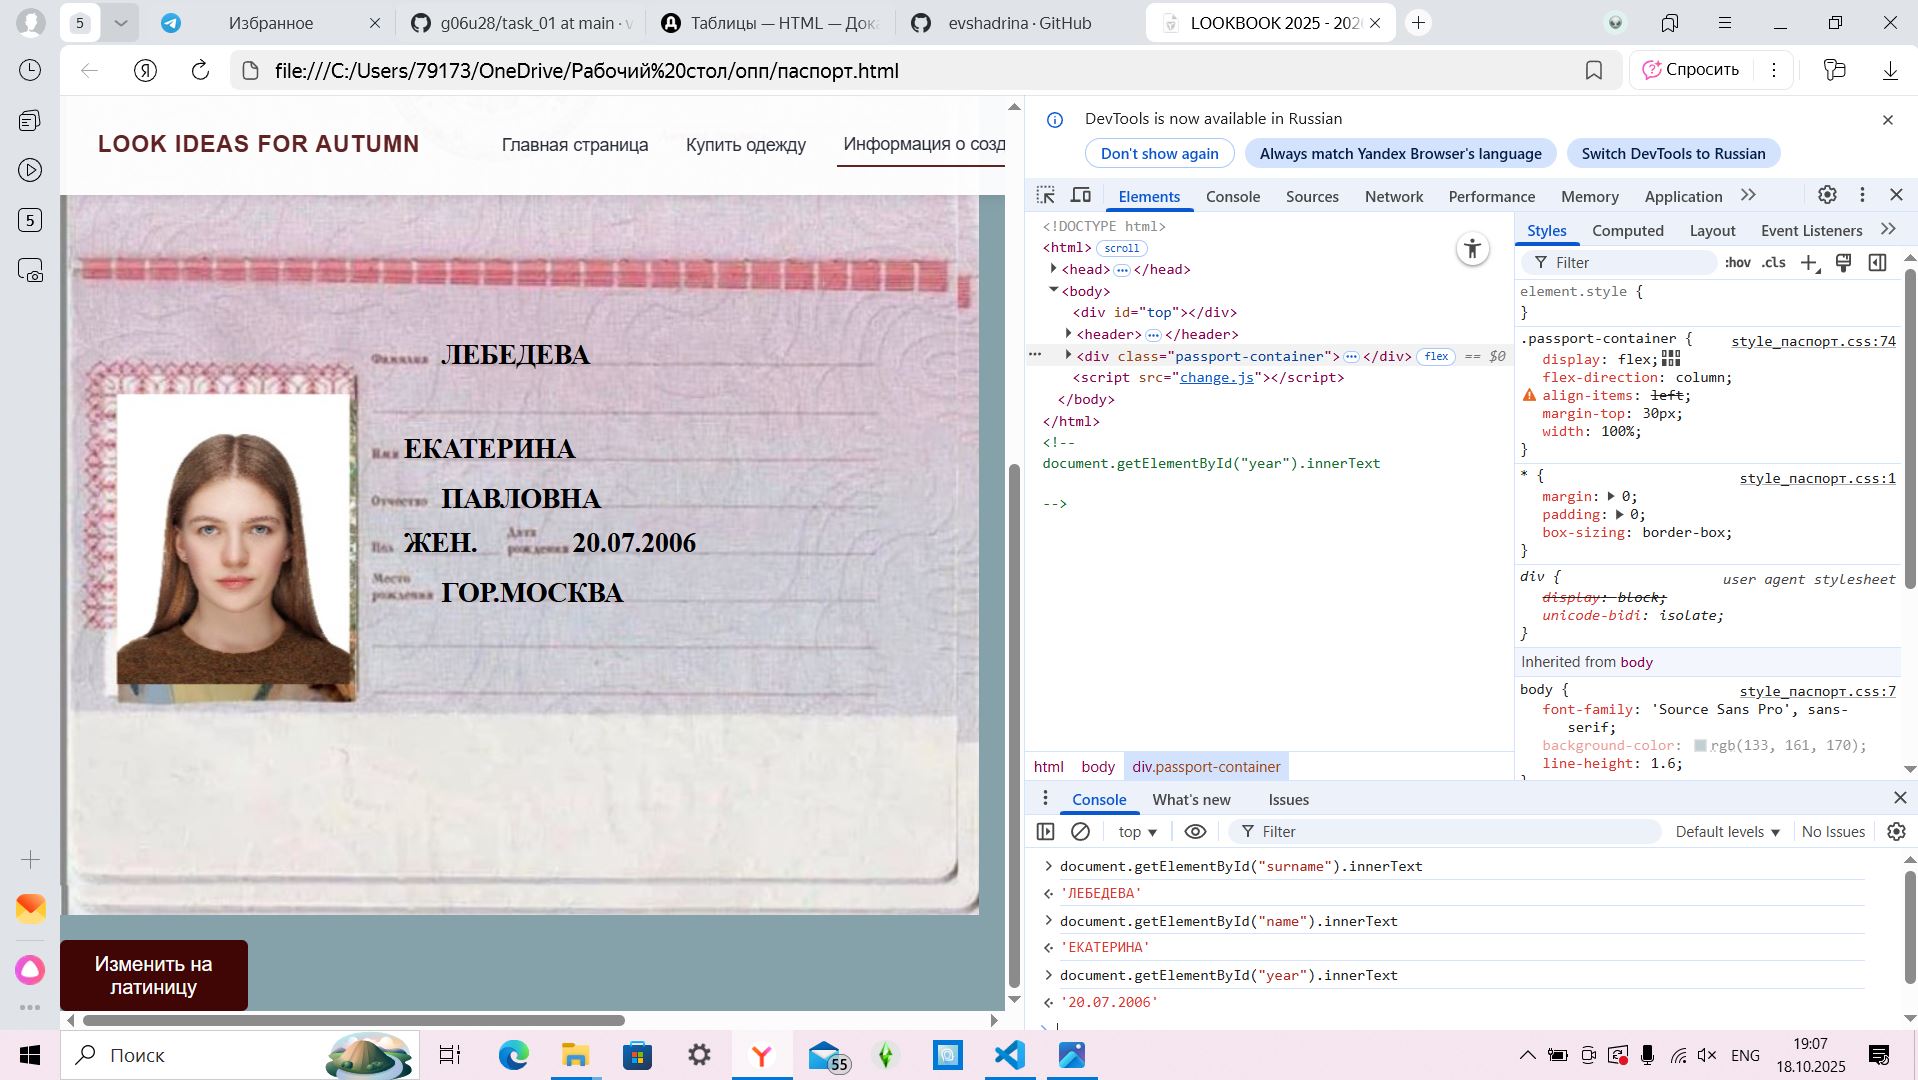 5
Избранное
g06u28/task_01 at main · v
Таблицы — HTML — Док
evshadrina · GitHub
LOOKBOOK 2025 - 202
file:///C:/Users/79173/OneDrive/Рабочий%20стол/опп/паспорт.html
Спросить
5
LOOK IDEAS FOR AUTUMN
Главная страница
Купить одежду
Информация о созд
Фамилия ЛЕБЕДЕВА
Имя ЕКАТЕРИНА
Отчество ПАВЛОВНА
Пол ЖЕН. Дата рождения 20.07.2006
Место рождения ГОР.МОСКВА
Изменить на
латиницу
DevTools is now available in Russian
Don't show again
Always match Yandex Browser's language
Switch DevTools to Russian
Elements Console Sources Network Performance Memory Application
<!DOCTYPE html>
<html> scroll
<head> ••• </head>
<body>
<div id="top"></div>
<header> ••• </header>
<div class="passport-container"> ••• </div> flex == $0
<script src="change.js"></script>
</body>
</html>
<!--
document.getElementById("year").innerText
-->
html body div.passport-container
Styles Computed Layout Event Listeners
Filter :hov .cls
element.style {
}
.passport-container { style_паспорт.css:74
display: flex;
flex-direction: column;
align-items: left;
margin-top: 30px;
width: 100%;
}
* { style_паспорт.css:1
margin: 0;
padding: 0;
box-sizing: border-box;
}
div { user agent stylesheet
display: block;
unicode-bidi: isolate;
}
Inherited from body
body { style_паспорт.css:7
font-family: 'Source Sans Pro', sans-
serif;
background-color: rgb(133, 161, 170);
line-height: 1.6;
}
Console What's new Issues
top Filter Default levels No Issues
document.getElementById("surname").innerText
'ЛЕБЕДЕВА'
document.getElementById("name").innerText
'ЕКАТЕРИНА'
document.getElementById("year").innerText
'20.07.2006'
Поиск
55
ENG
19:07
18.10.2025